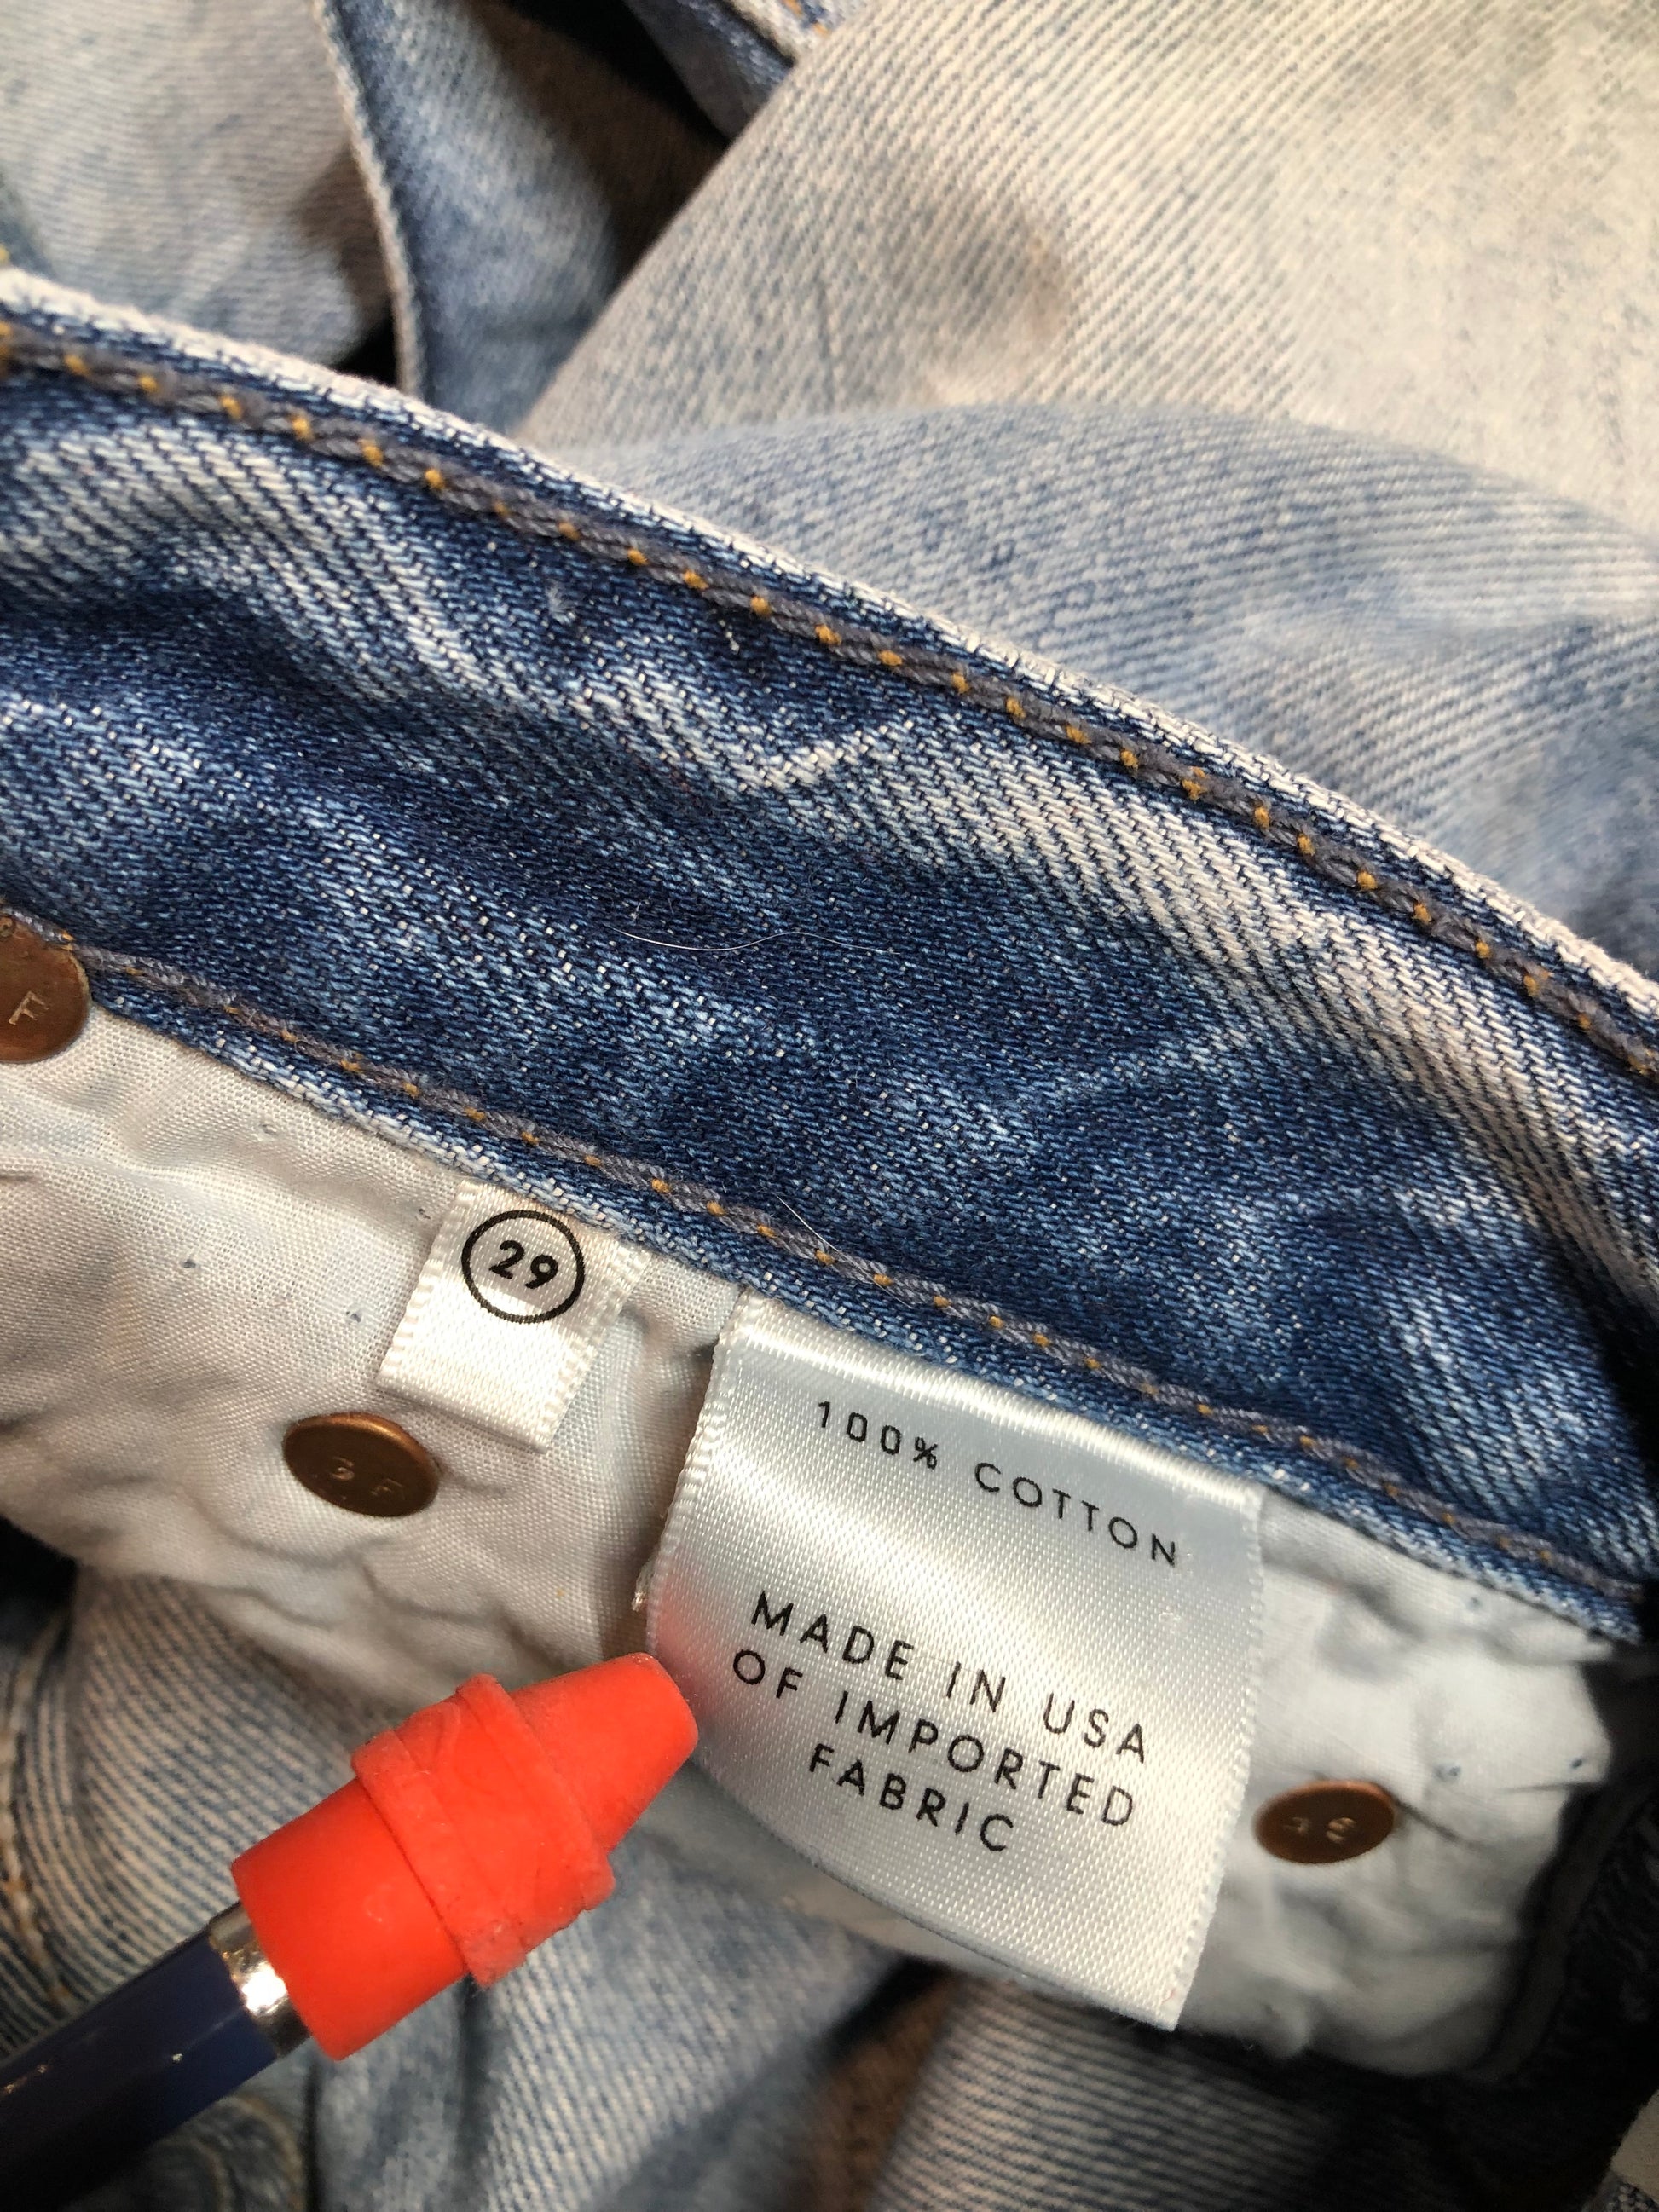 29
100% COTTON
MADE IN USA
OF IMPORTED
FABRIC